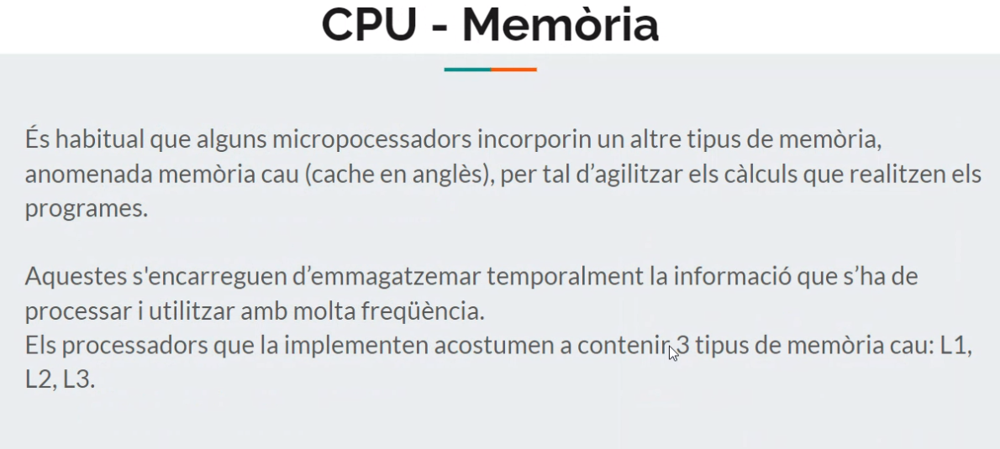 CPU - Memòria
És habitual que alguns micropocessadors incorporin un altre tipus de memòria,
anomenada memòria cau (cache en anglès), per tal d’agilitzar els càlculs que realitzen els
programes.
Aquestes s'encarreguen d’emmagatzemar temporalment la informació que s’ha de
processar i utilitzar amb molta freqüència.
Els processadors que la implementen acostumen a contenir 3 tipus de memòria cau: L1,
L2, L3.